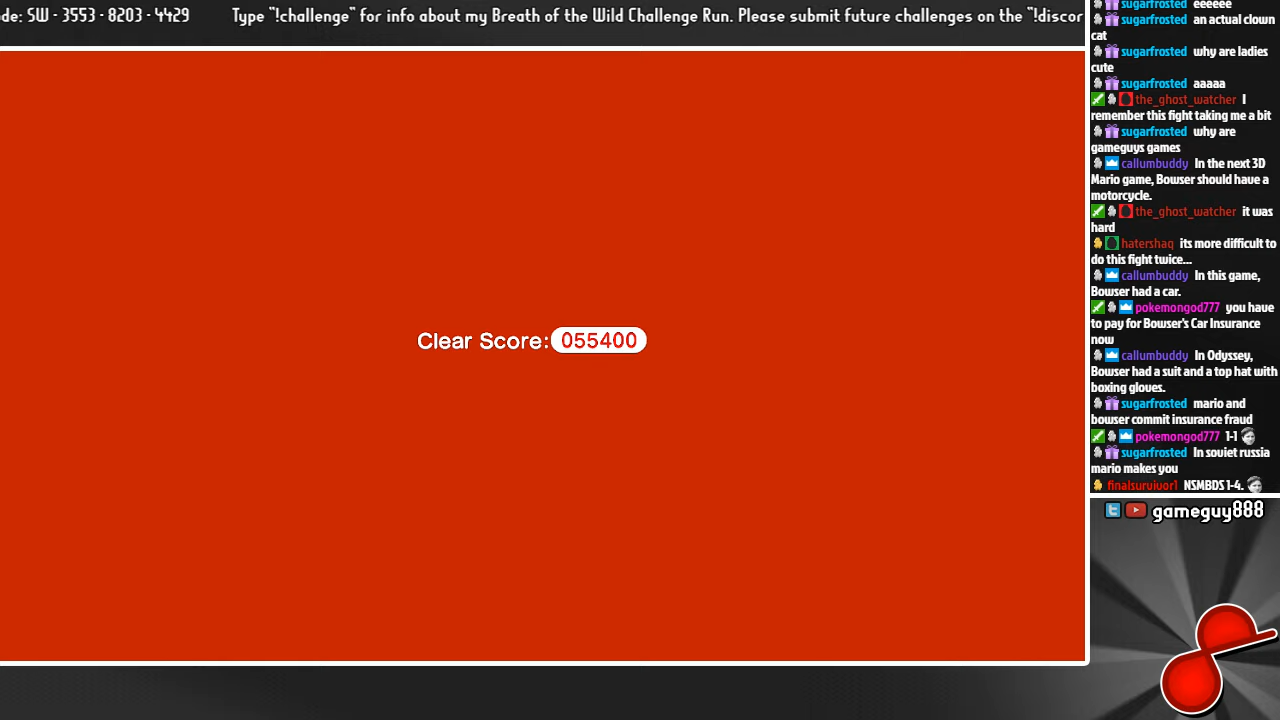 de: SW - 3553 - 8203 - 4429 Type "!challenge" for info about my Breath of the Wild Challenge Run. Please submit future challenges on the "!discor
Clear Score: 055400
sugarfrosted eeeeee
sugarfrosted an actual clown
cat
sugarfrosted why are ladies
cute
sugarfrosted aaaaa
the_ghost_watcher I
remember this fight taking me a bit
sugarfrosted why are
gameguys games
callumbuddy In the next 3D
Mario game, Bowser should have a
motorcycle.
the_ghost_watcher it was
hard
hatershaq its more difficult to
do this fight twice...
callumbuddy In this game,
Bowser had a car.
pokemongod777 you have
to pay for Bowser's Car Insurance
now
callumbuddy In Odyssey,
Bowser had a suit and a top hat with
boxing gloves.
sugarfrosted mario and
bowser commit insurance fraud
pokemongod777 1-1
sugarfrosted In soviet russia
mario makes you
finalsurvivor1 NSMBDS 1-4.
gameguy888